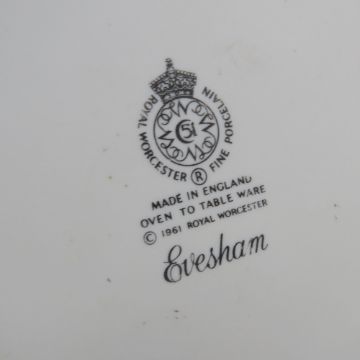 ROYAL WORCESTER
FINE PORCELAIN
51
®
MADE IN ENGLAND
OVEN TO TABLE WARE
© 1961 ROYAL WORCESTER
Evesham